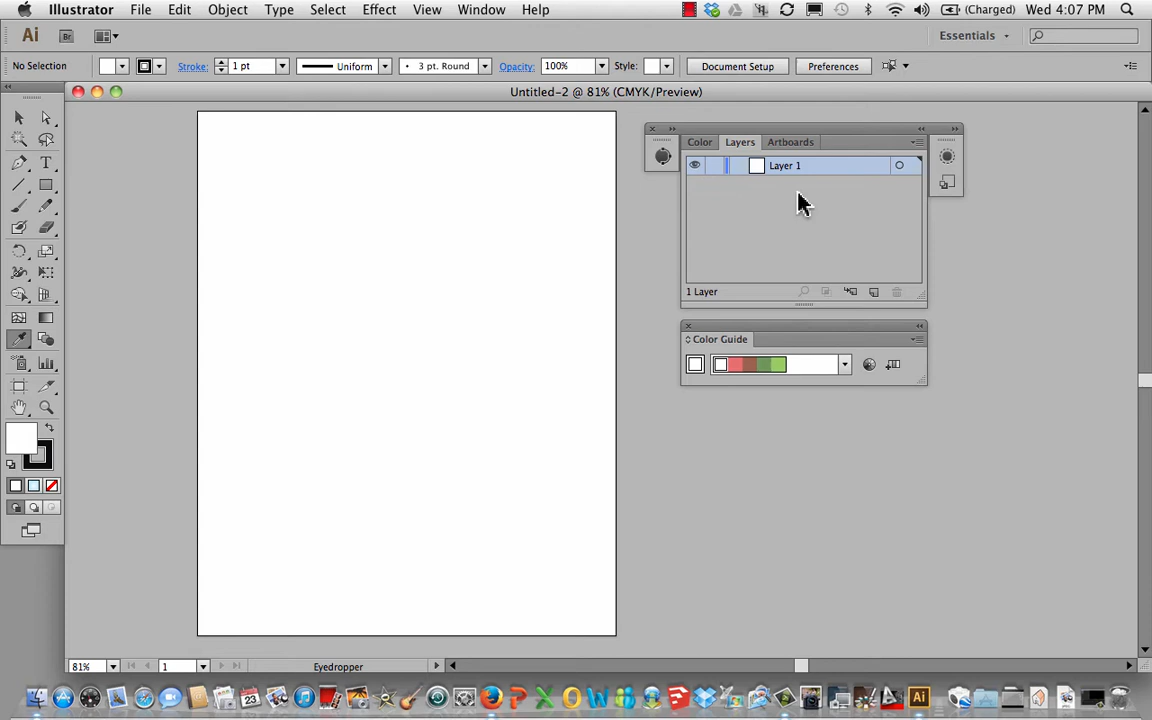 Illustrator File Edit Object Type Select Effect View Window Help (Charged) Wed 4:07 PM
Ai Br Essentials
No Selection Stroke: 1 pt Uniform 3 pt. Round Opacity: 100% Style: Document Setup Preferences
Untitled-2 @ 81% (CMYK/Preview)
Color Layers Artboards
Layer 1
T
1 Layer
Color Guide
81% 1 Eyedropper
23 Ai